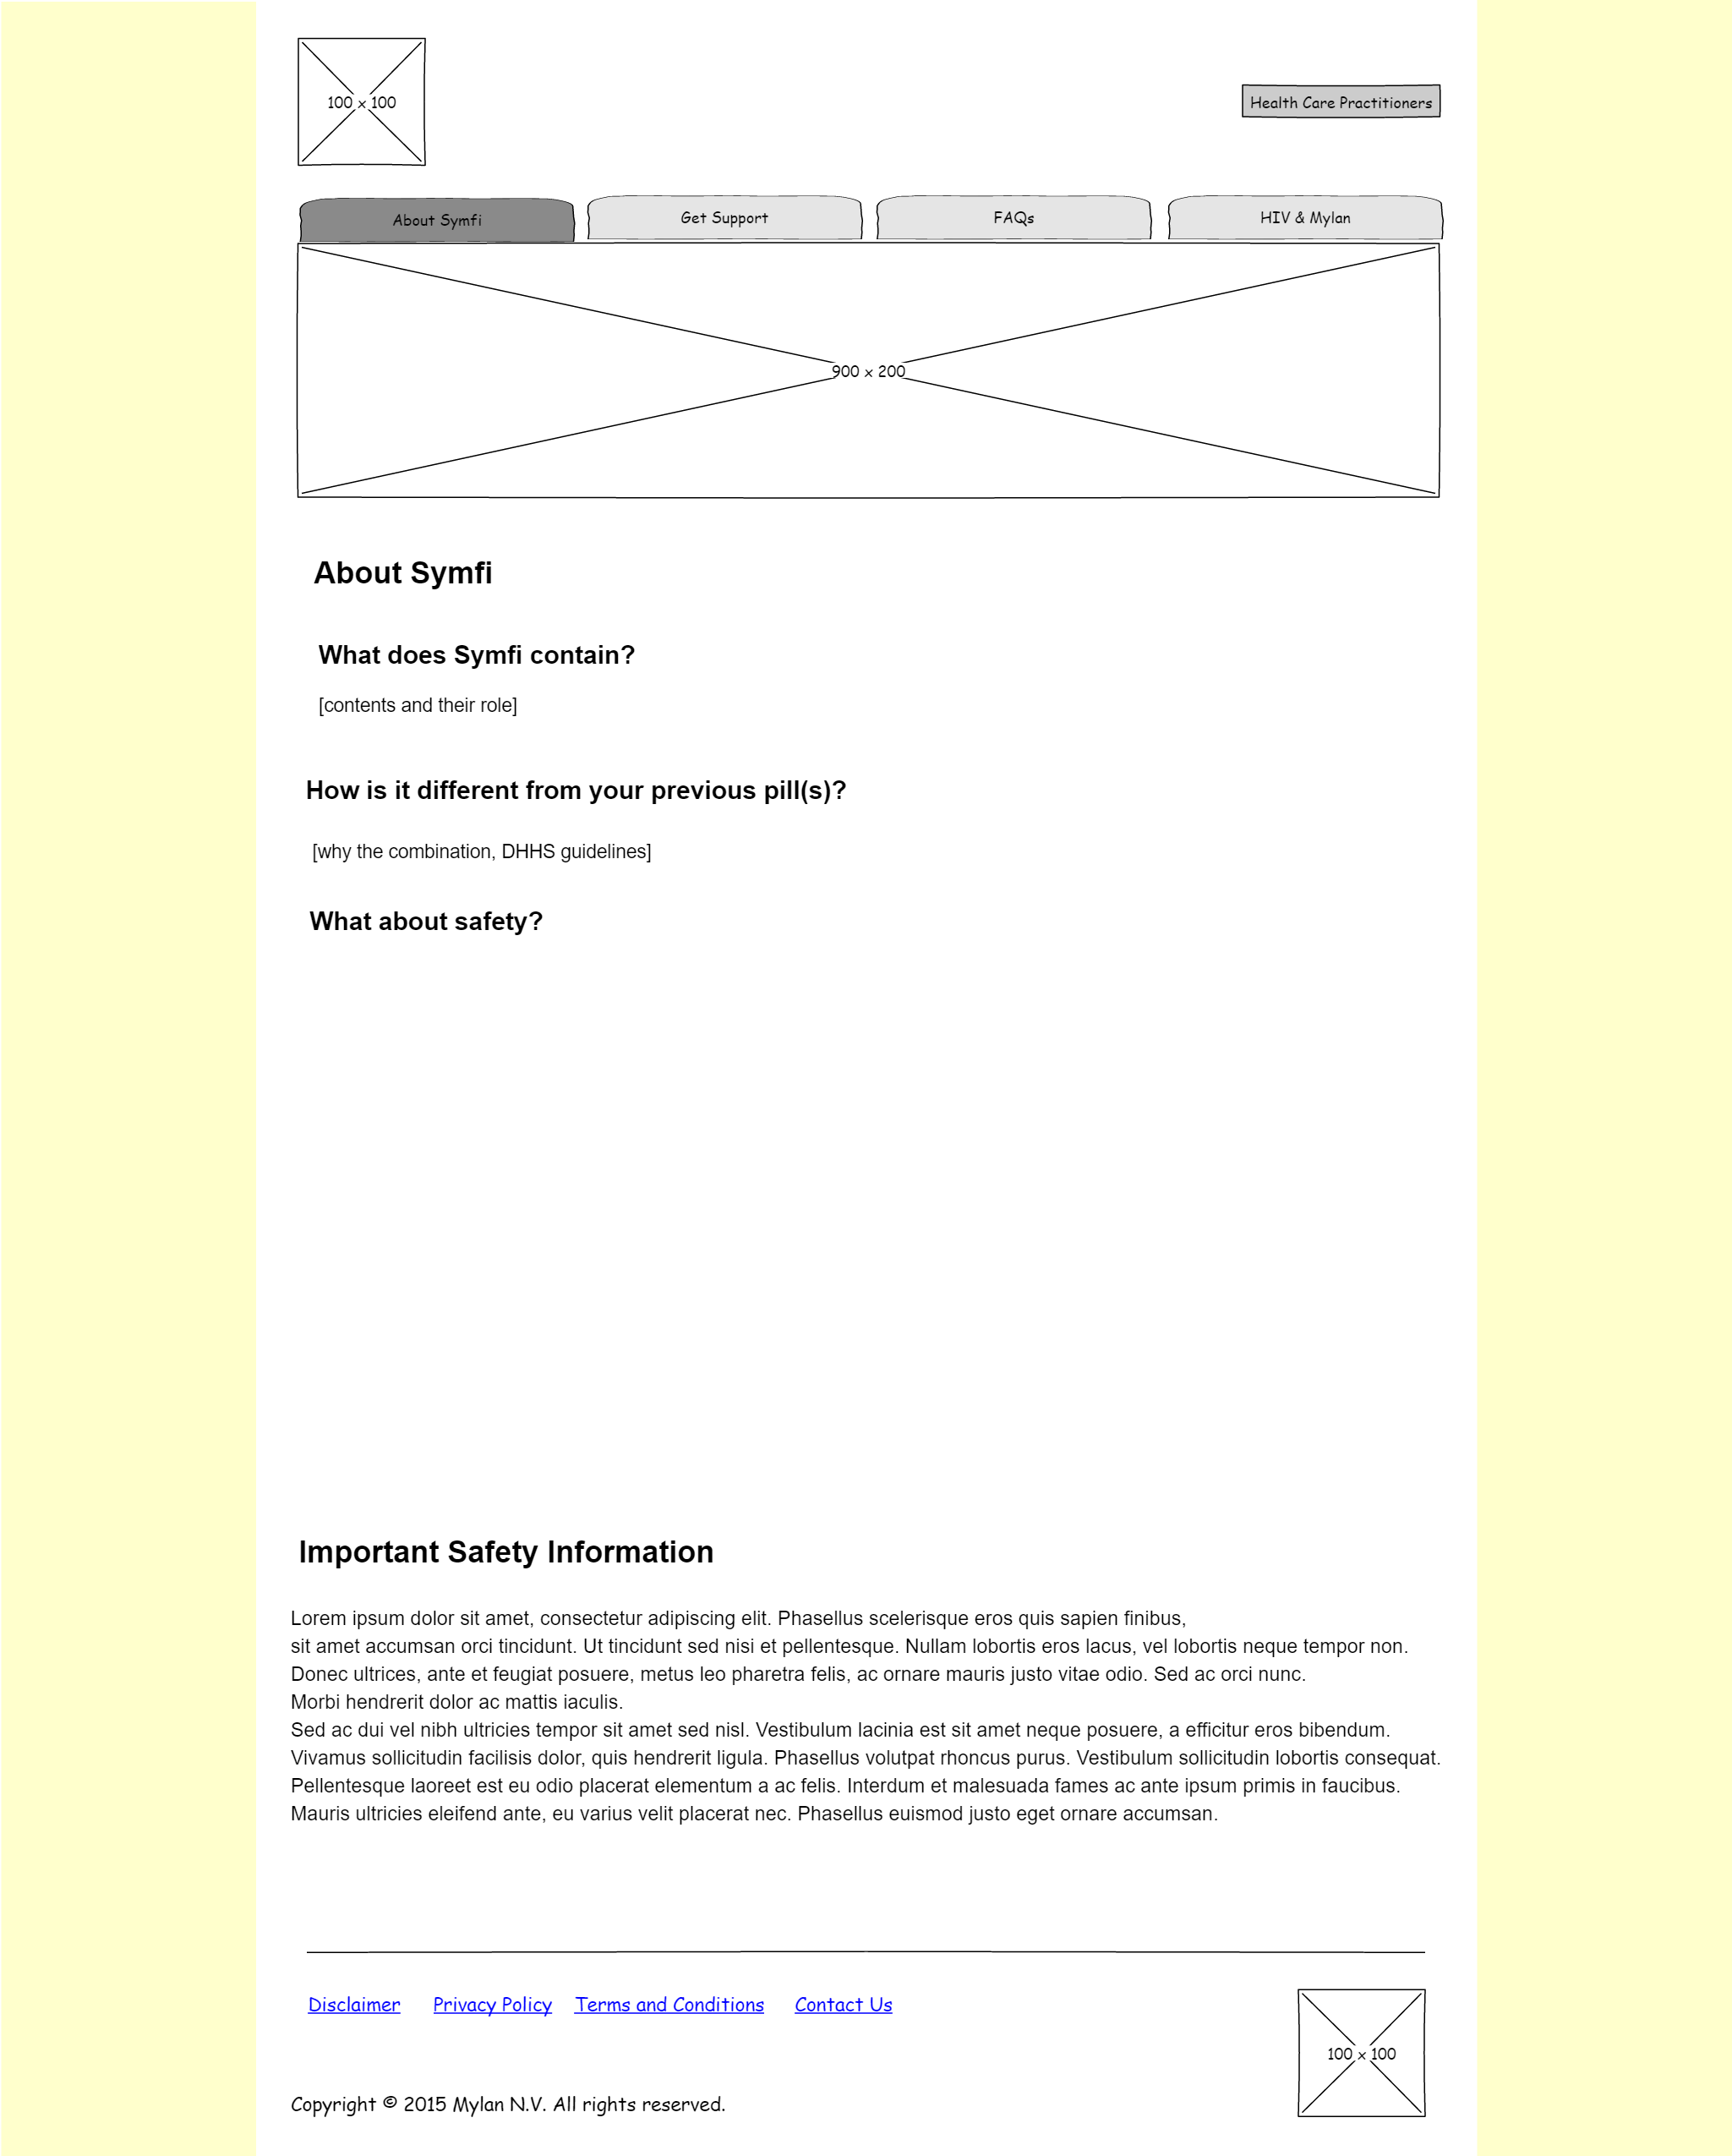 100 x 100
Health Care Practitioners
About Symfi
Get Support
FAQs
HIV & Mylan
900 x 200
About Symfi
What does Symfi contain?
[contents and their role]
How is it different from your previous pill(s)?
[why the combination, DHHS guidelines]
What about safety?
Important Safety Information
Lorem ipsum dolor sit amet, consectetur adipiscing elit. Phasellus scelerisque eros quis sapien finibus,
sit amet accumsan orci tincidunt. Ut tincidunt sed nisi et pellentesque. Nullam lobortis eros lacus, vel lobortis neque tempor non.
Donec ultrices, ante et feugiat posuere, metus leo pharetra felis, ac ornare mauris justo vitae odio. Sed ac orci nunc.
Morbi hendrerit dolor ac mattis iaculis.
Sed ac dui vel nibh ultricies tempor sit amet sed nisl. Vestibulum lacinia est sit amet neque posuere, a efficitur eros bibendum.
Vivamus sollicitudin facilisis dolor, quis hendrerit ligula. Phasellus volutpat rhoncus purus. Vestibulum sollicitudin lobortis consequat.
Pellentesque laoreet est eu odio placerat elementum a ac felis. Interdum et malesuada fames ac ante ipsum primis in faucibus.
Mauris ultricies eleifend ante, eu varius velit placerat nec. Phasellus euismod justo eget ornare accumsan.
Disclaimer
Privacy Policy
Terms and Conditions
Contact Us
100 x 100
Copyright © 2015 Mylan N.V. All rights reserved.